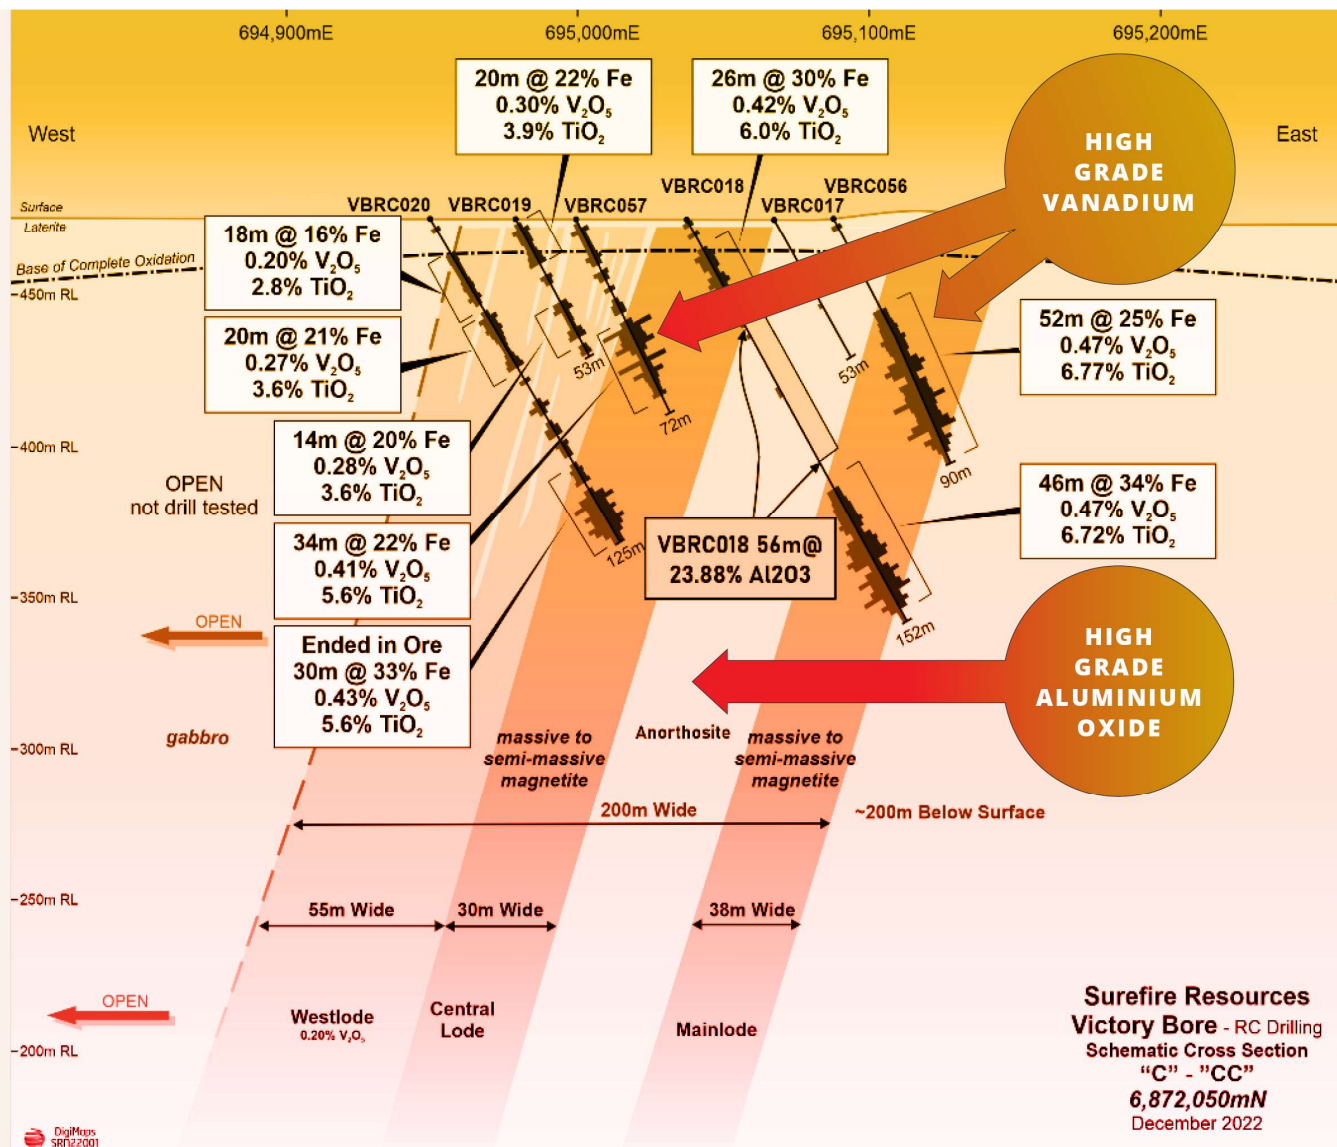 694,900mE
695,000mE
695,100mE
695,200mE
West
East
20m @ 22% Fe
0.30% V₂O₅
3.9% TiO₂
26m @ 30% Fe
0.42% V₂O₅
6.0% TiO₂
HIGH
GRADE
VANADIUM
VBRC020
VBRC019
VBRC057
VBRC018
VBRC017
VBRC056
Surface
Laterite
Base of Complete Oxidation
450m RL
400m RL
350m RL
300m RL
250m RL
200m RL
18m @ 16% Fe
0.20% V₂O₅
2.8% TiO₂
20m @ 21% Fe
0.27% V₂O₅
3.6% TiO₂
14m @ 20% Fe
0.28% V₂O₅
3.6% TiO₂
34m @ 22% Fe
0.41% V₂O₅
5.6% TiO₂
Ended in Ore
30m @ 33% Fe
0.43% V₂O₅
5.6% TiO₂
52m @ 25% Fe
0.47% V₂O₅
6.77% TiO₂
46m @ 34% Fe
0.47% V₂O₅
6.72% TiO₂
53m
72m
125m
53m
90m
152m
OPEN
not drill tested
VBRC018 56m@
23.88% Al2O3
OPEN
HIGH
GRADE
ALUMINIUM
OXIDE
gabbro
massive to
semi-massive
magnetite
Anorthosite
massive to
semi-massive
magnetite
200m Wide
~200m Below Surface
55m Wide
30m Wide
38m Wide
OPEN
Westlode
0.20% V₂O₅
Central
Lode
Mainlode
Surefire Resources
Victory Bore - RC Drilling
Schematic Cross Section
“C” - ”CC”
6,872,050mN
December 2022
DigiMaps
SRN22001